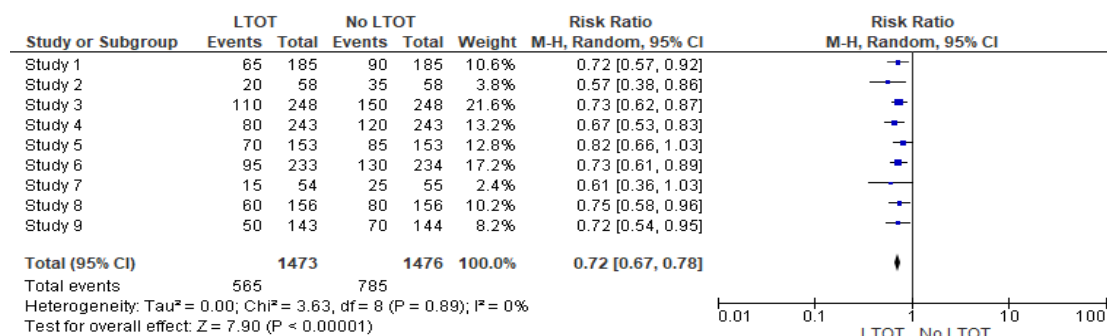 LTOT No LTOT Risk Ratio Risk Ratio
Study or Subgroup Events Total Events Total Weight M-H, Random, 95% CI M-H, Random, 95% CI
Study 1 65 185 90 185 10.6% 0.72 [0.57, 0.92]
Study 2 20 58 35 58 3.8% 0.57 [0.38, 0.86]
Study 3 110 248 150 248 21.6% 0.73 [0.62, 0.87]
Study 4 80 243 120 243 13.2% 0.67 [0.53, 0.83]
Study 5 70 153 85 153 12.8% 0.82 [0.66, 1.03]
Study 6 95 233 130 234 17.2% 0.73 [0.61, 0.89]
Study 7 15 54 25 55 2.4% 0.61 [0.36, 1.03]
Study 8 60 156 80 156 10.2% 0.75 [0.58, 0.96]
Study 9 50 143 70 144 8.2% 0.72 [0.54, 0.95]
Total (95% CI) 1473 1476 100.0% 0.72 [0.67, 0.78]
Total events 565 785
Heterogeneity: Tau² = 0.00; Chi² = 3.63, df = 8 (P = 0.89); I² = 0%
Test for overall effect: Z = 7.90 (P < 0.00001)
0.01 0.1 1 10 100
LTOT No LTOT